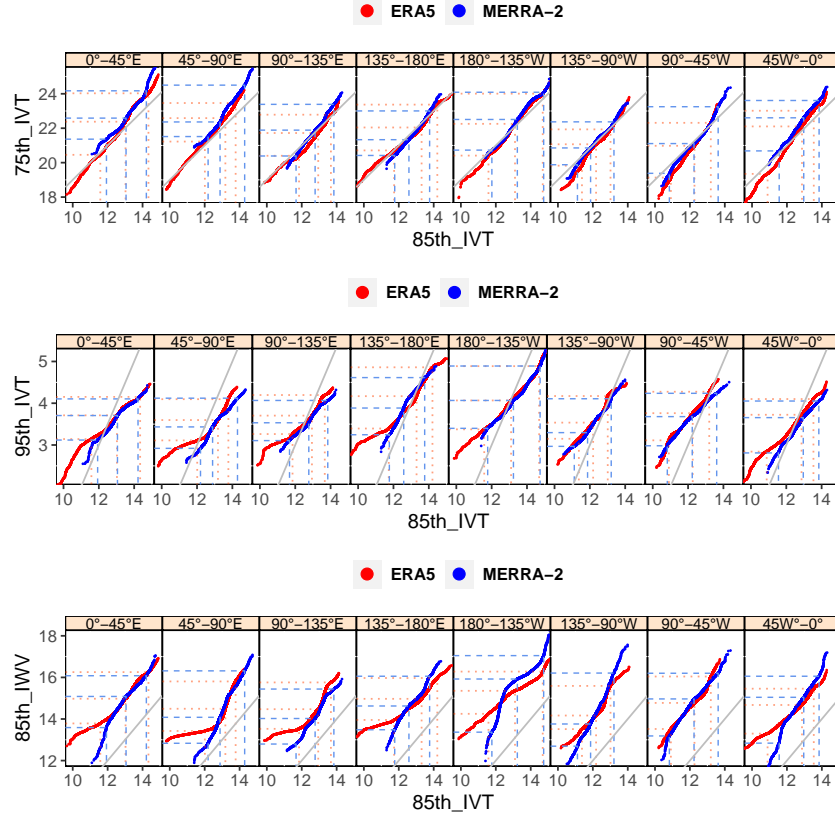 ERA5 MERRA−2
0°−45°E 45°−90°E 90°−135°E 135°−180°E 180°−135°W 135°−90°W 90°−45°W 45W°−0°
24
22
20
18
75th_IVT
10 12 14 10 12 14 10 12 14 10 12 14 10 12 14 10 12 14 10 12 14 10 12 14
85th_IVT
ERA5 MERRA−2
0°−45°E 45°−90°E 90°−135°E 135°−180°E 180°−135°W 135°−90°W 90°−45°W 45W°−0°
5
4
3
95th_IVT
10 12 14 10 12 14 10 12 14 10 12 14 10 12 14 10 12 14 10 12 14 10 12 14
85th_IVT
ERA5 MERRA−2
0°−45°E 45°−90°E 90°−135°E 135°−180°E 180°−135°W 135°−90°W 90°−45°W 45W°−0°
18
16
14
12
85th_IWV
10 12 14 10 12 14 10 12 14 10 12 14 10 12 14 10 12 14 10 12 14 10 12 14
85th_IVT